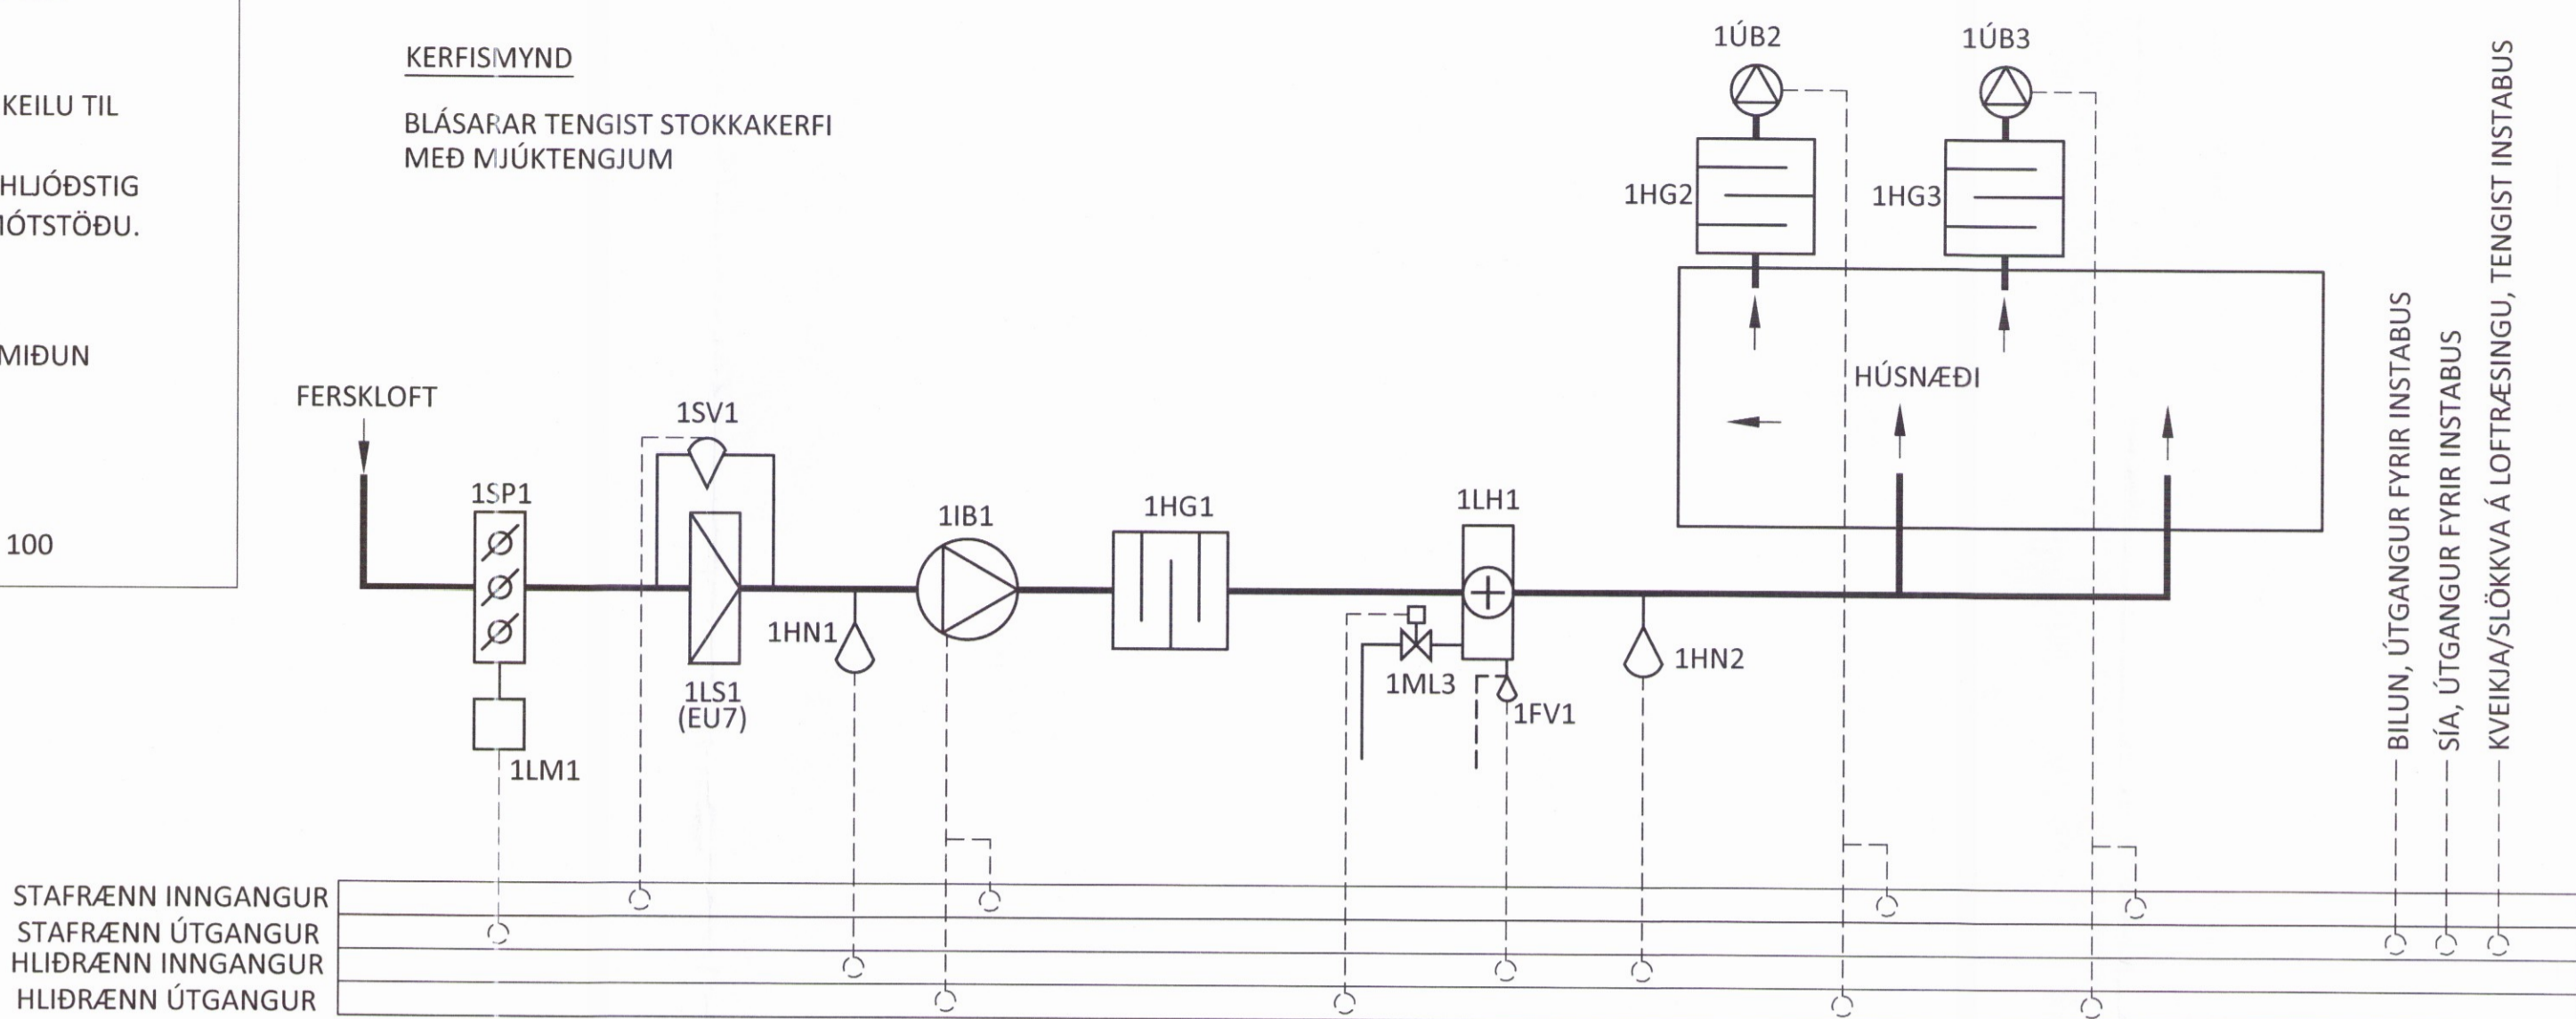 KEILU TIL
HLJÓÐSTIG
MÓTSTÖÐU.
MIÐUN
100
KERFISMYND
BLÁSARAR TENGIST STOKKAKERFI
MEÐ MJÚKTENGJUM
FERSKLOFT
1SP1
1LM1
1SV1
1LS1
(EU7)
1HN1
1IB1
1HG1
1LH1
1ML3
1FV1
1HN2
1ÚB2
1ÚB3
1HG2
1HG3
HÚSNÆÐI
BILUN, ÚTGANGUR FYRIR INSTABUS
SÍA, ÚTGANGUR FYRIR INSTABUS
KVEIKJA/SLÖKKVA Á LOFTRÆSINGU, TENGIST INSTABUS
STAFRÆNN INNGANGUR
STAFRÆNN ÚTGANGUR
HLIÐRÆNN INNGANGUR
HLIÐRÆNN ÚTGANGUR